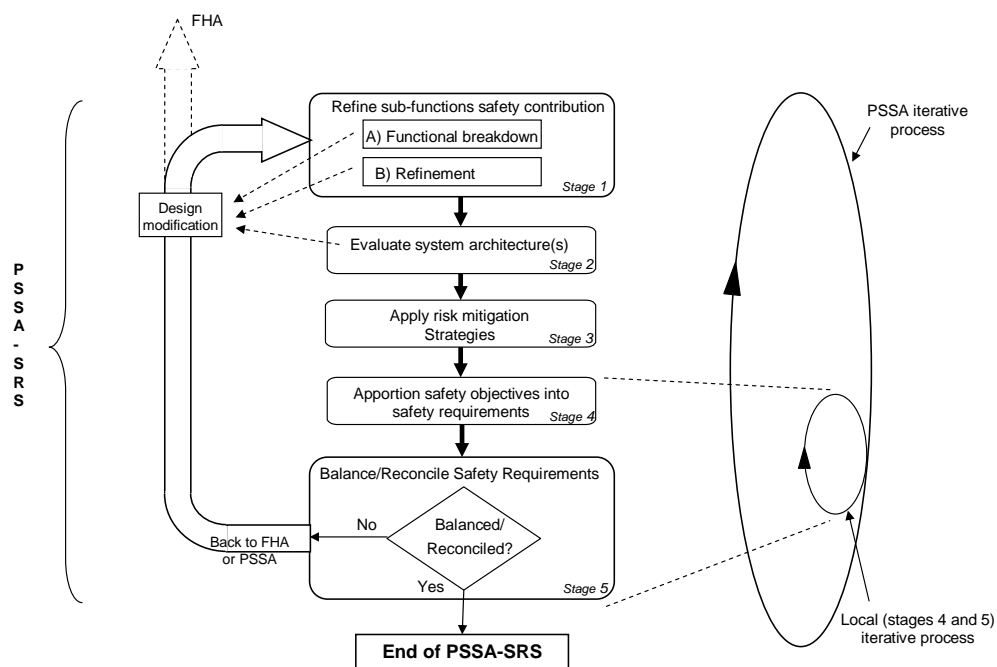 FHA
PSSA iterative
process
Refine sub-functions safety contribution
A) Functional breakdown
B) Refinement
Stage 1
Design
modification
Evaluate system architecture(s)
Stage 2
P
S
S
A
-
S
R
S
Apply risk mitigation
Strategies
Stage 3
Apportion safety objectives into
safety requirements
Stage 4
Balance/Reconcile Safety Requirements
No
Balanced/
Reconciled?
Back to FHA
or PSSA
Yes
Stage 5
Local (stages 4 and 5)
iterative process
End of PSSA-SRS